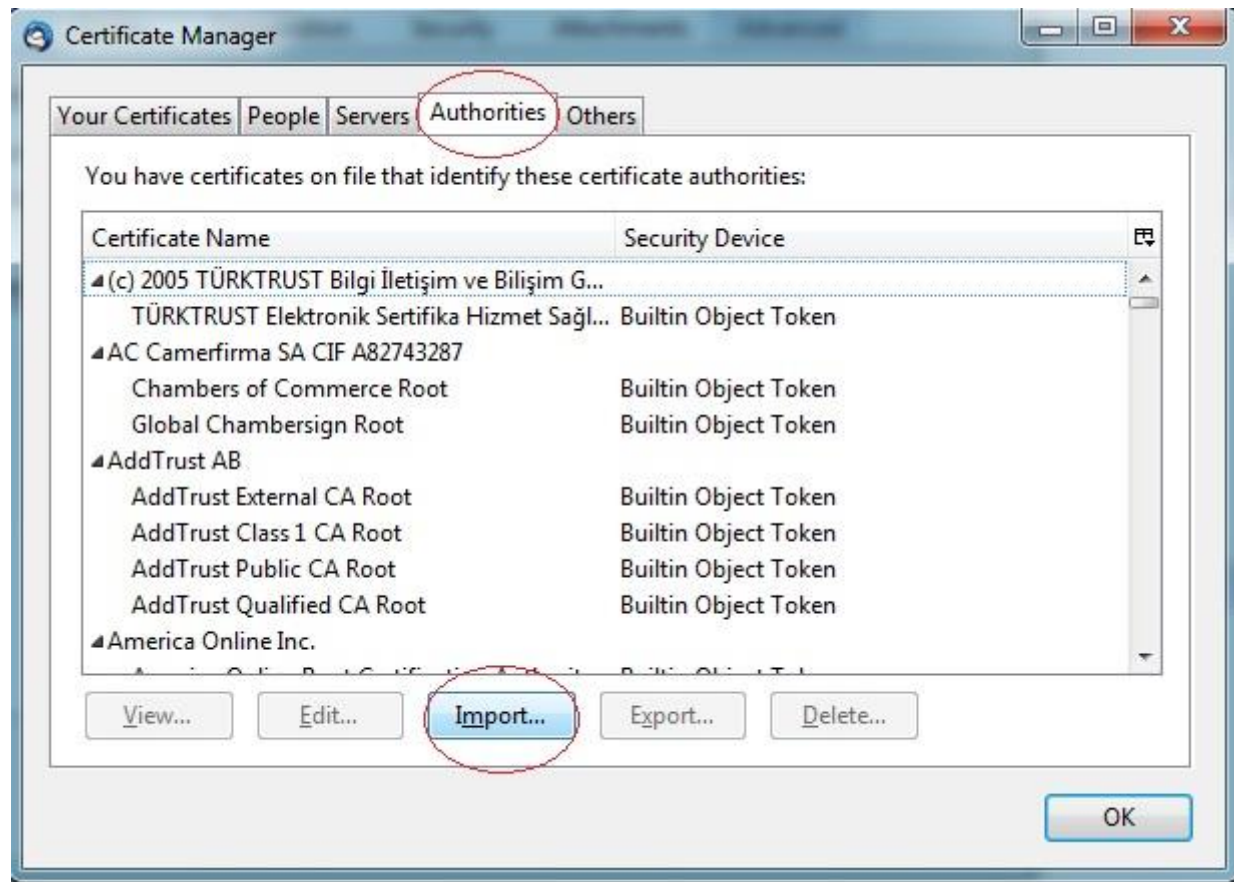 Certificate Manager
Your Certificates People Servers Authorities Others
You have certificates on file that identify these certificate authorities:
Certificate Name Security Device
(c) 2005 TÜRKTRUST Bilgi İletişim ve Bilişim G...
TÜRKTRUST Elektronik Sertifika Hizmet Sağl... Builtin Object Token
AC Camerfirma SA CIF A82743287
Chambers of Commerce Root Builtin Object Token
Global Chambersign Root Builtin Object Token
AddTrust AB
AddTrust External CA Root Builtin Object Token
AddTrust Class 1 CA Root Builtin Object Token
AddTrust Public CA Root Builtin Object Token
AddTrust Qualified CA Root Builtin Object Token
America Online Inc.
View... Edit... Import... Export... Delete...
OK